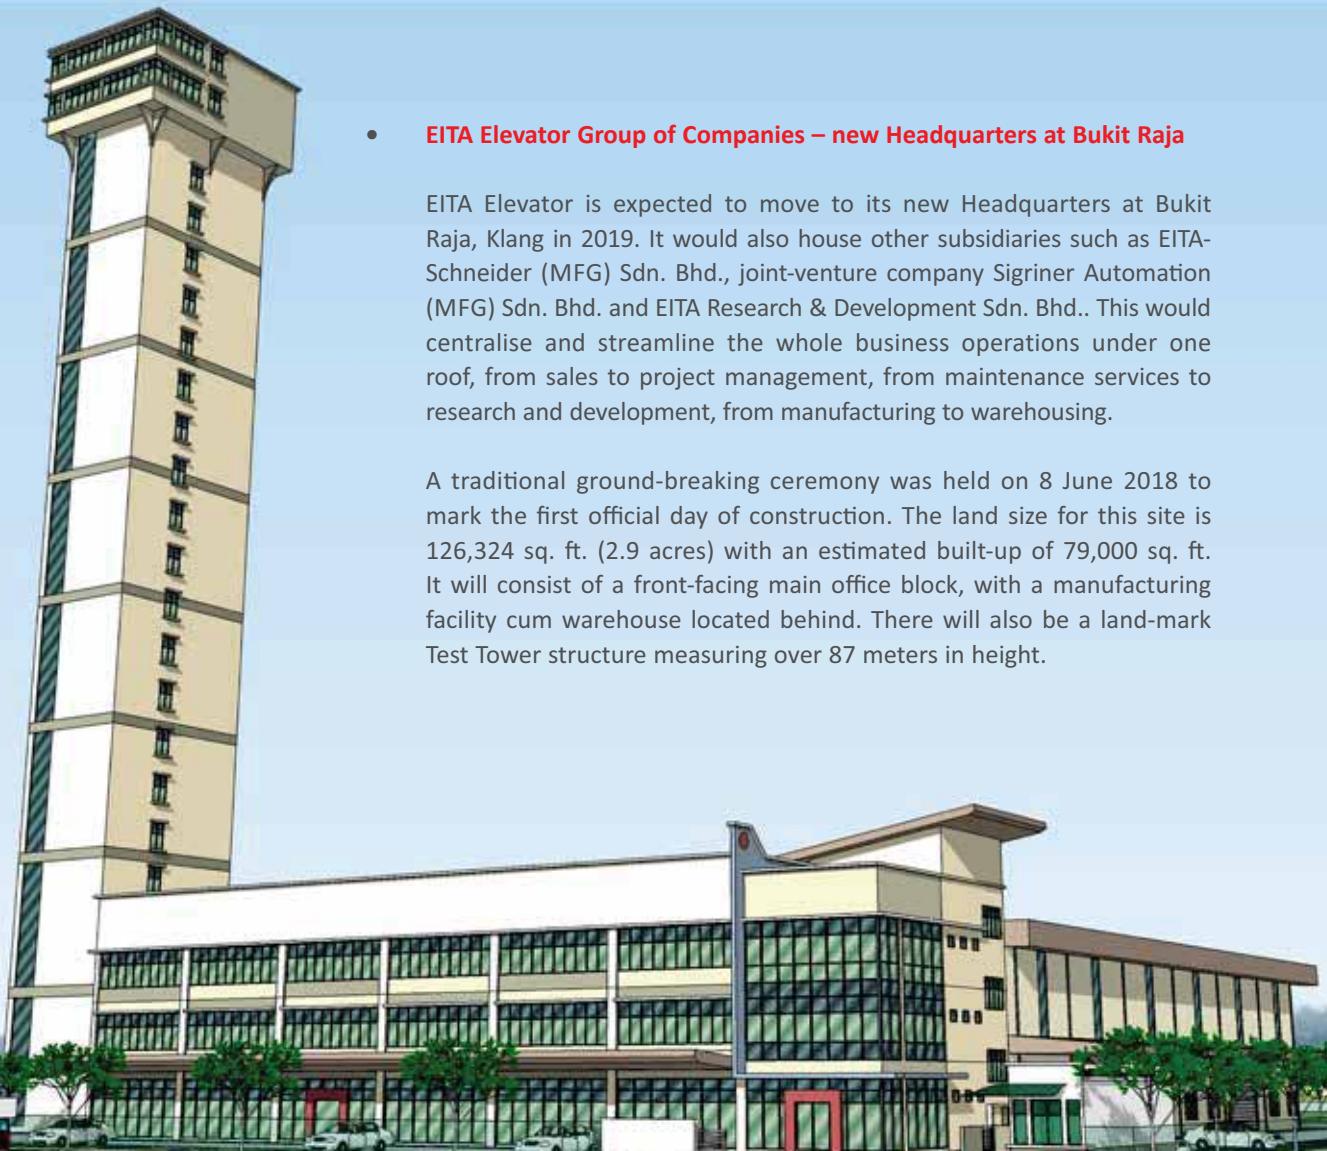 • EITA Elevator Group of Companies – new Headquarters at Bukit Raja
EITA Elevator is expected to move to its new Headquarters at Bukit
Raja, Klang in 2019. It would also house other subsidiaries such as EITA-
Schneider (MFG) Sdn. Bhd., joint-venture company Sigriner Automation
(MFG) Sdn. Bhd. and EITA Research & Development Sdn. Bhd.. This would
centralise and streamline the whole business operations under one
roof, from sales to project management, from maintenance services to
research and development, from manufacturing to warehousing.
A traditional ground-breaking ceremony was held on 8 June 2018 to
mark the first official day of construction. The land size for this site is
126,324 sq. ft. (2.9 acres) with an estimated built-up of 79,000 sq. ft.
It will consist of a front-facing main office block, with a manufacturing
facility cum warehouse located behind. There will also be a land-mark
Test Tower structure measuring over 87 meters in height.